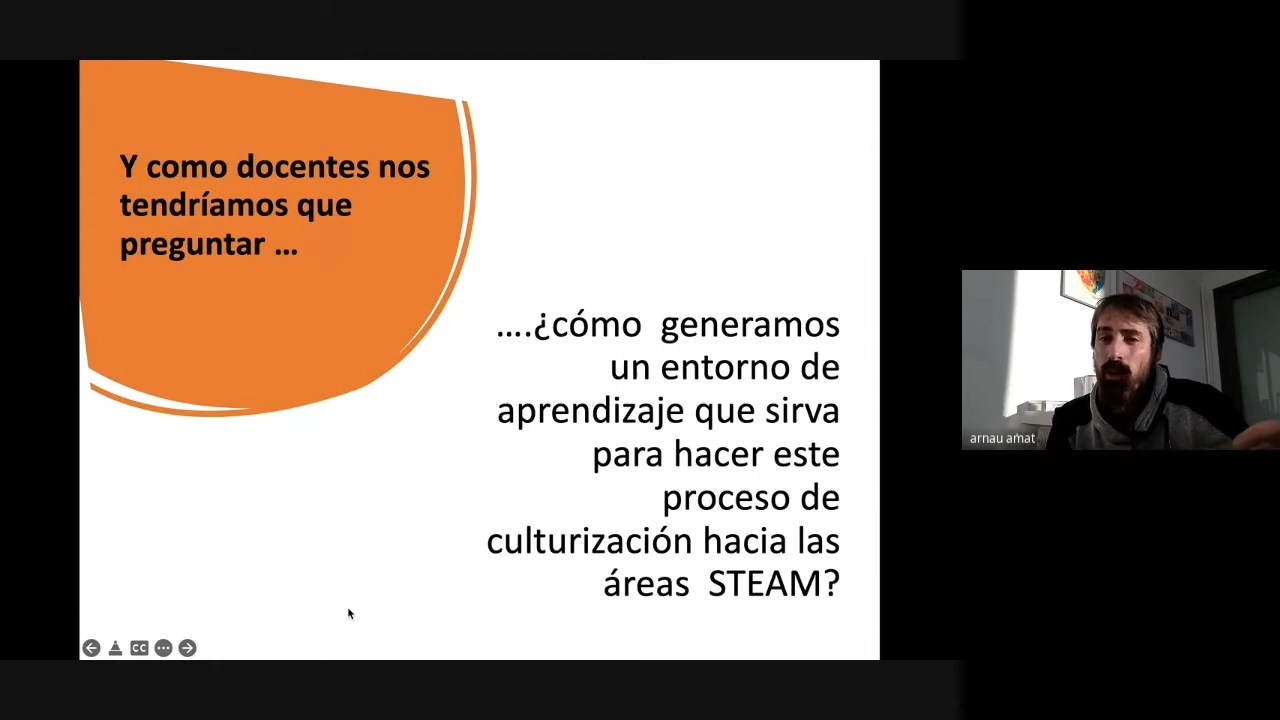 Y como docentes nos
tendríamos que
preguntar …
….¿cómo generamos
un entorno de
aprendizaje que sirva
para hacer este
proceso de
culturización hacia las
áreas STEAM?
CC
arnau amat